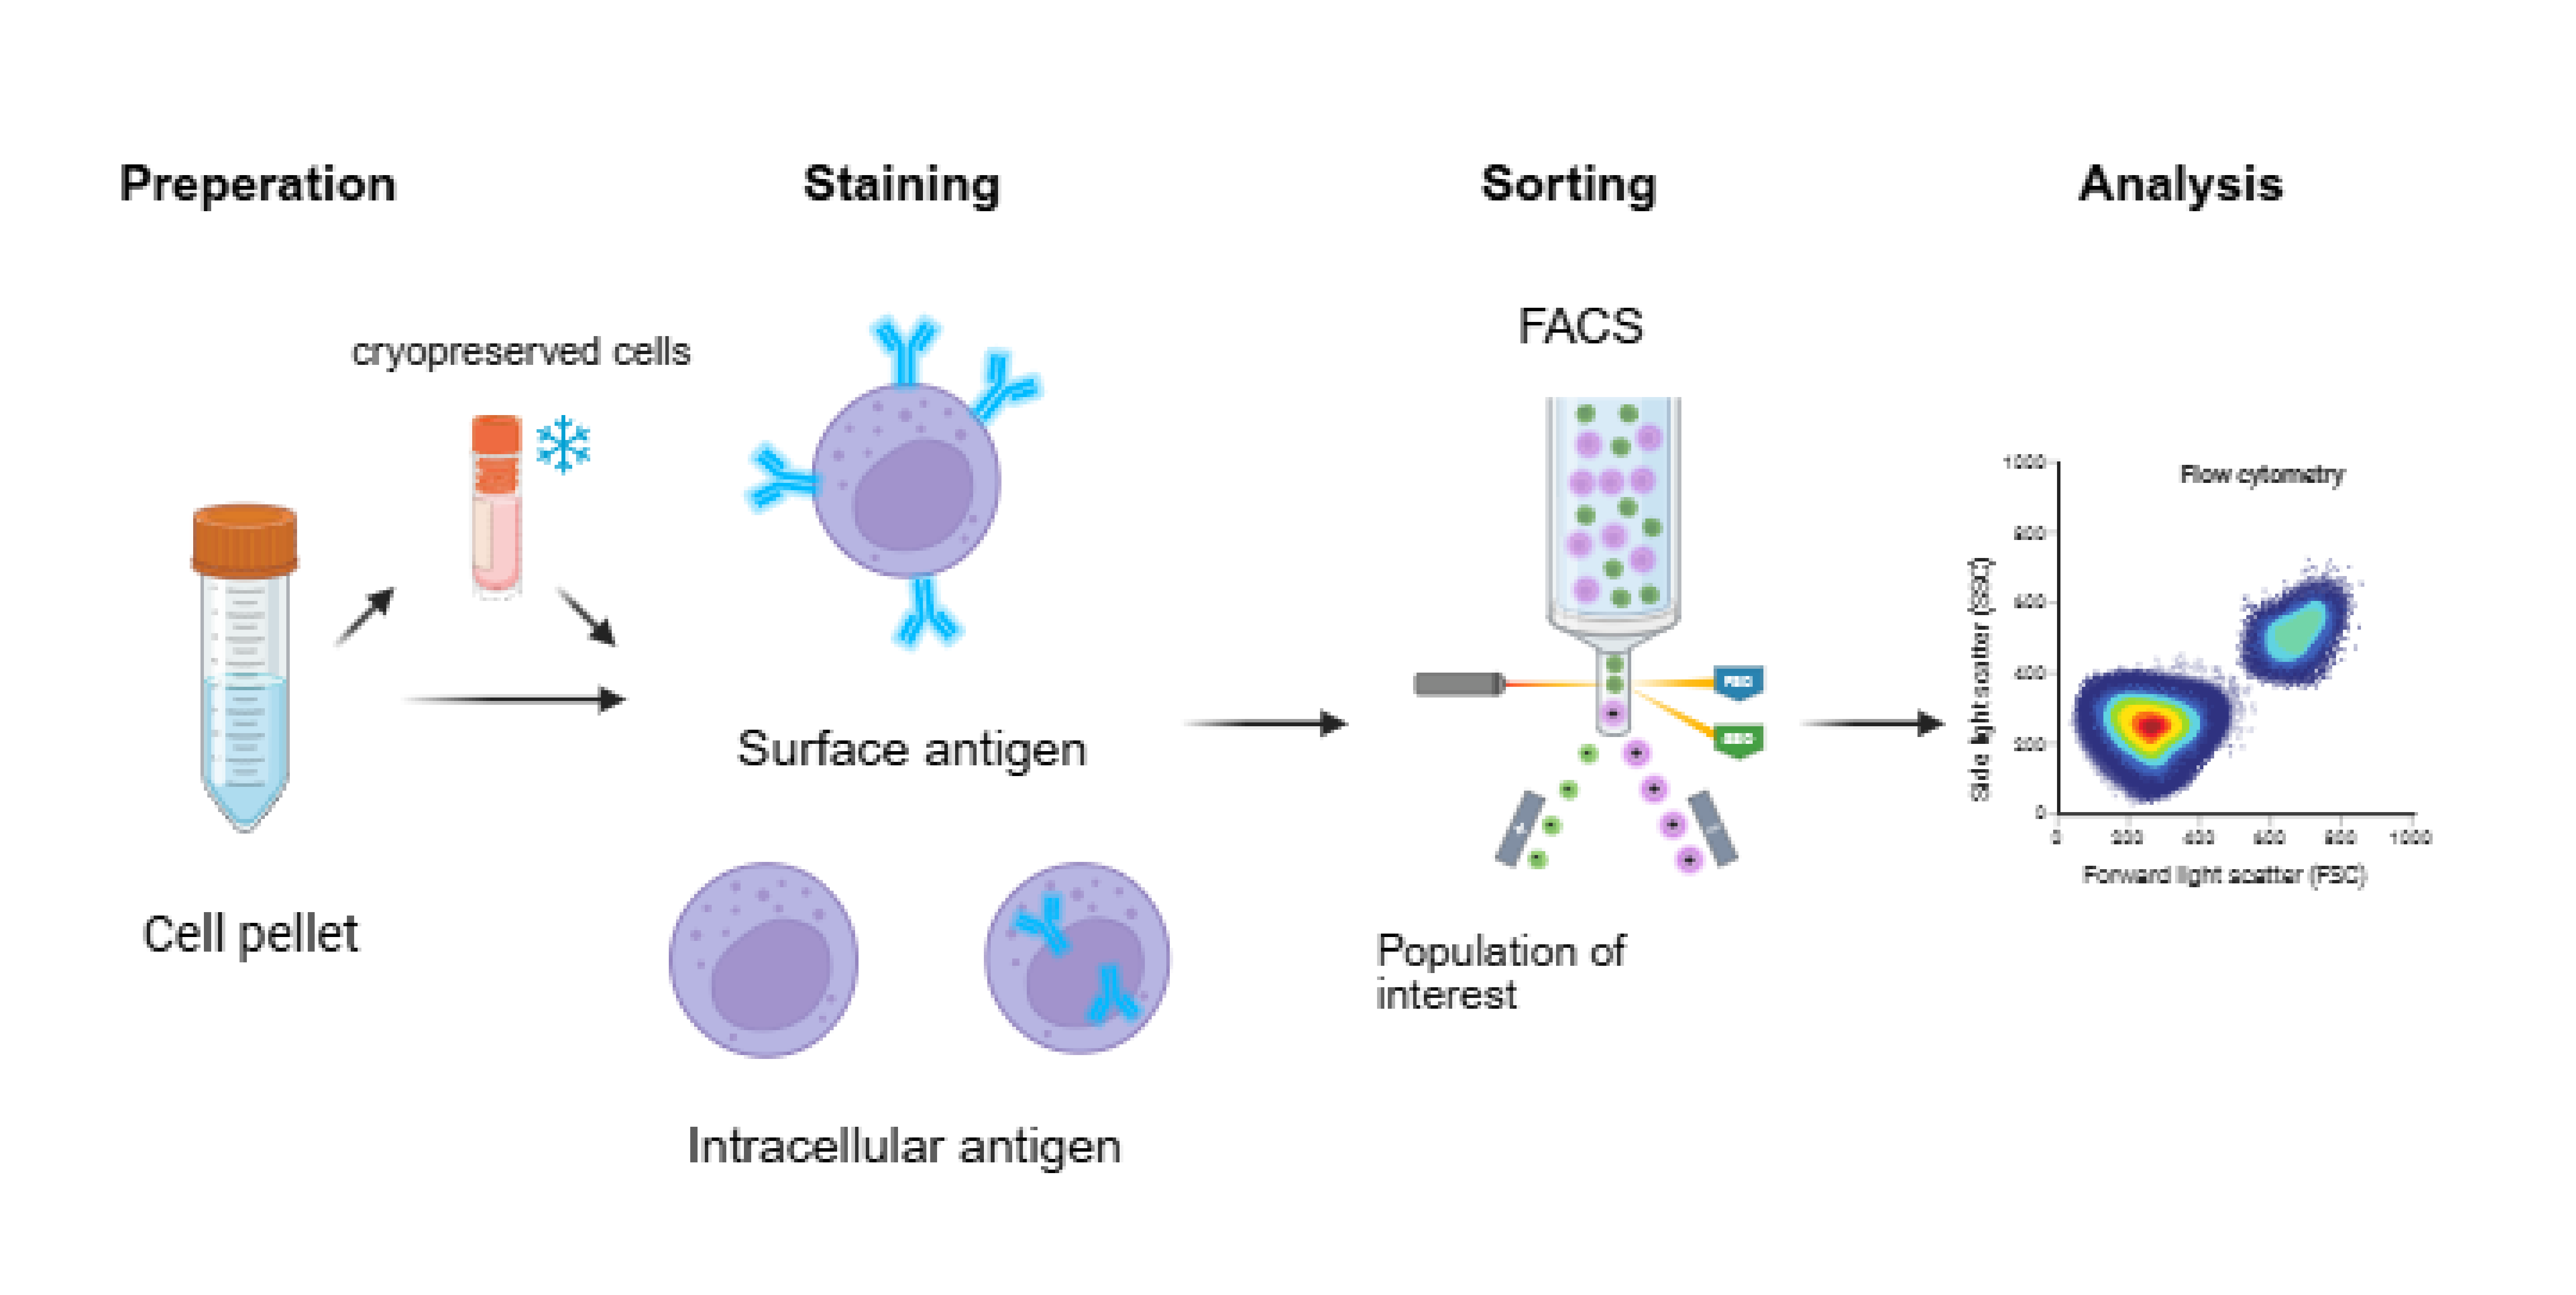 Preperation
Staining
Sorting
Analysis
cryopreserved cells
FACS
Cell pellet
Surface antigen
Intracellular antigen
Population of
interest
Flow cytometry
Side light scatter (SSC)
1000
800
600
400
200
0
0 200 400 600 800 1000
Forward light scatter (FSC)